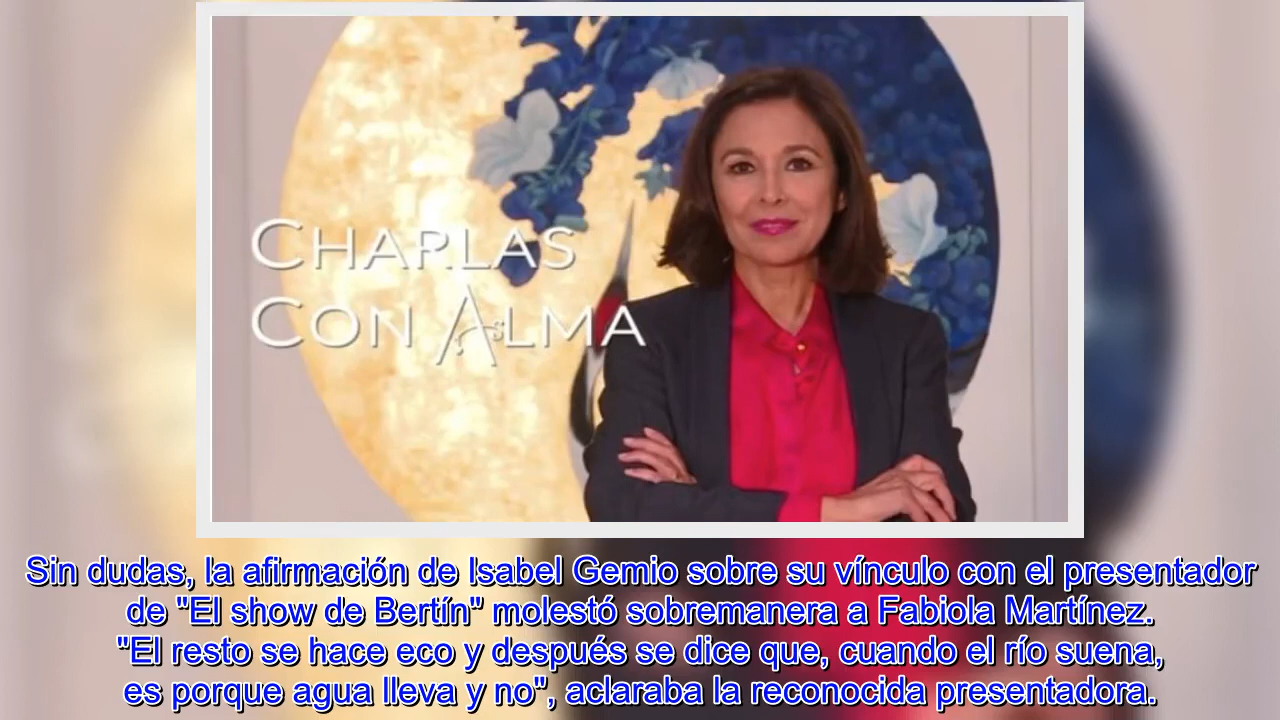 CHARLAS
CON ALMA
Sin dudas, la afirmación de Isabel Gemio sobre su vínculo con el presentador
de "El show de Bertín" molestó sobremanera a Fabiola Martínez.
"El resto se hace eco y después se dice que, cuando el río suena,
es porque agua lleva y no", aclaraba la reconocida presentadora.